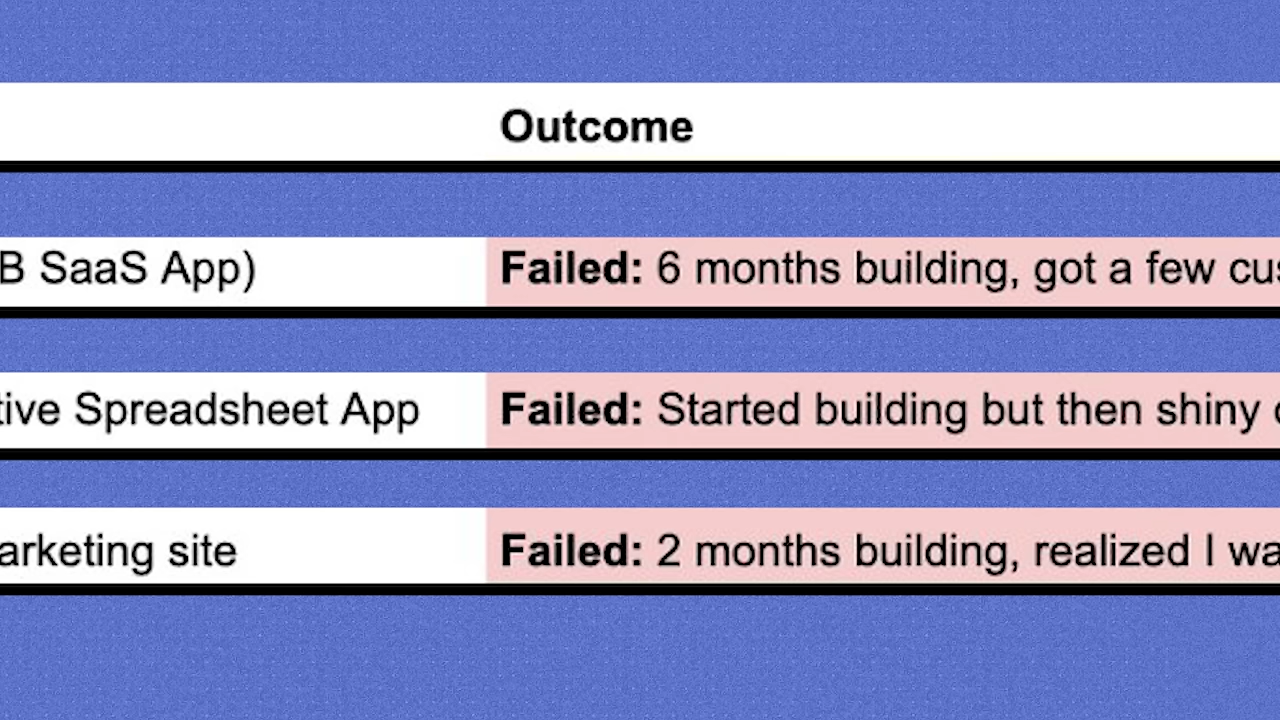 Outcome
B SaaS App)
Failed: 6 months building, got a few cus
tive Spreadsheet App
Failed: Started building but then shiny
arketing site
Failed: 2 months building, realized I wa